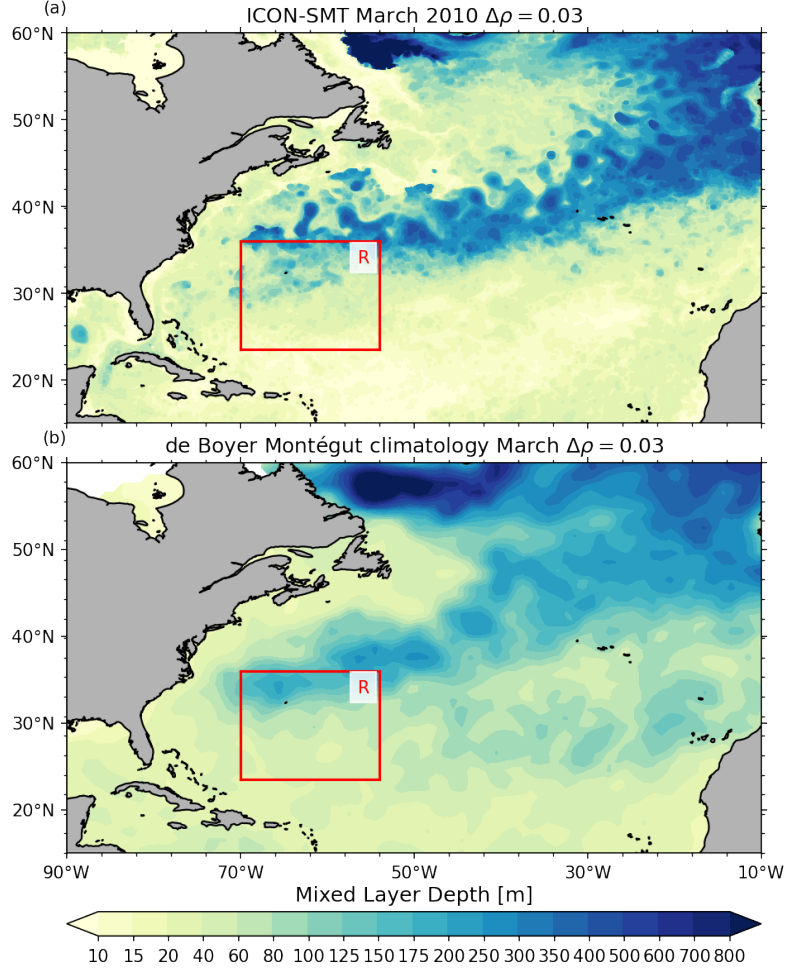 (a)
ICON-SMT March 2010 Δρ = 0.03
60°N
50°N
40°N
R
30°N
20°N
(b)
de Boyer Montégut climatology March Δρ = 0.03
60°N
50°N
40°N
R
30°N
20°N
90°W 70°W 50°W 30°W 10°W
Mixed Layer Depth [m]
10 15 20 40 60 80 100 125 150 175 200 250 300 350 400 500 600 700 800